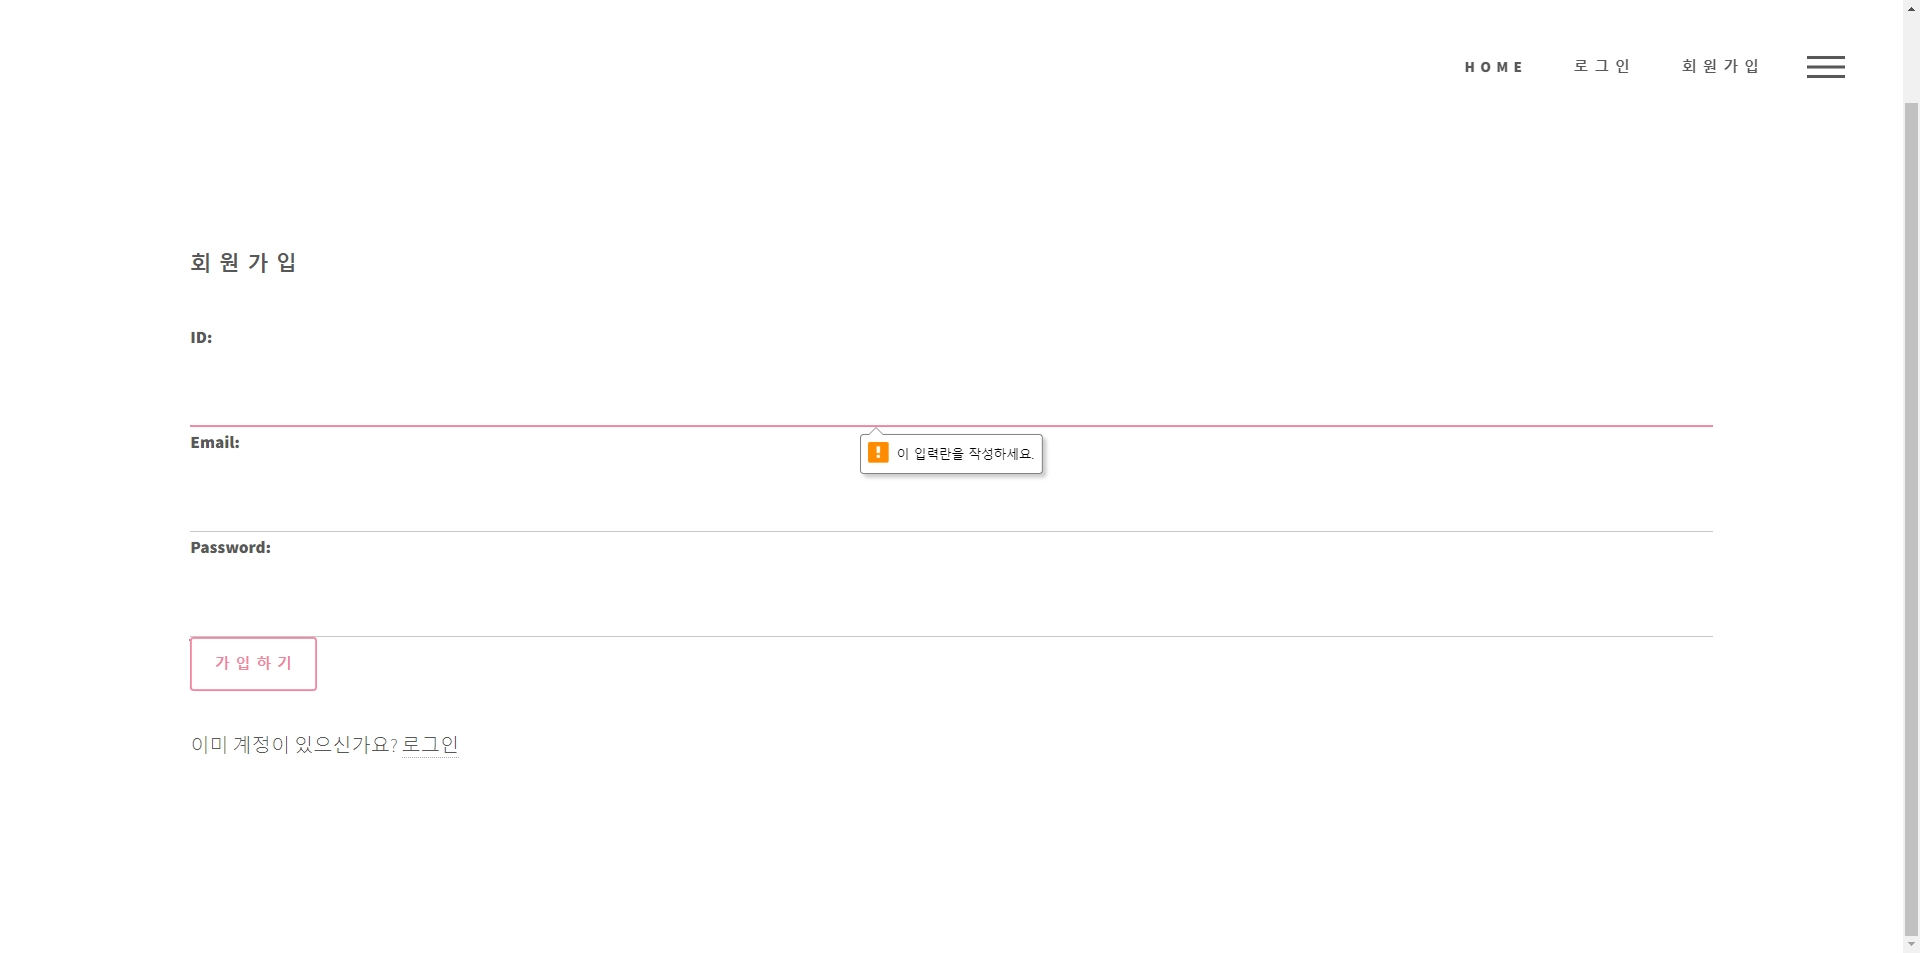 HOME 로그인 회원가입
회원가입
ID:
Email:
이 입력란을 작성하세요.
Password:
가입하기
이미 계정이 있으신가요? 로그인